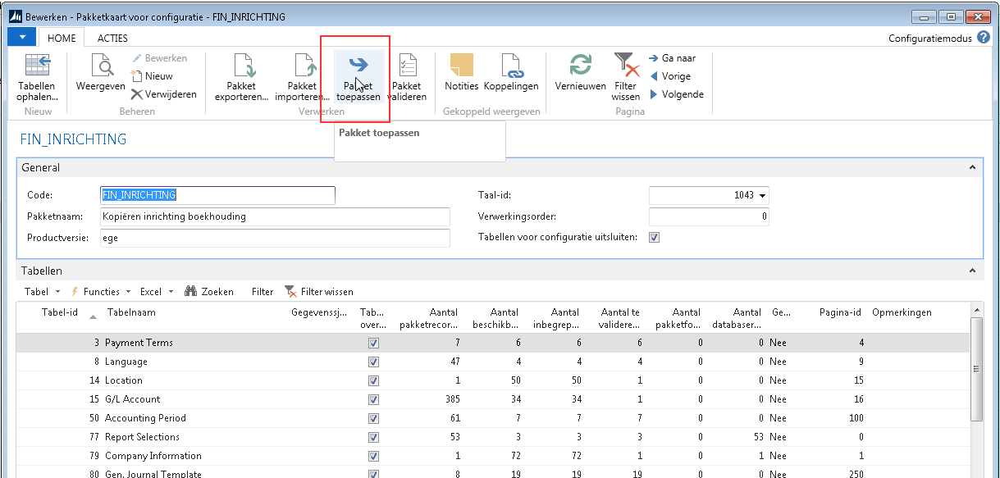 Bewerken - Pakketkaart voor configuratie - FIN_INRICHTING
HOME ACTIES Configuratiemodus ?
Tabellen ophalen...
Nieuw
Weergeven
Bewerken
Nieuw
Verwijderen
Beheren
Pakket exporteren...
Pakket importeren...
Pakket toepassen
Pakket valideren
Verwerken
Notities
Koppelingen
Gekoppeld weergeven
Vernieuwen
Filter wissen
Ga naar
Vorige
Volgende
Pagina
Pakket toepassen
FIN_INRICHTING
General
Code: FIN_INRICHTING
Pakketnaam: Kopiëren inrichting boekhouding
Productversie: ege
Taal-id: 1043
Verwerkingsorder: 0
Tabellen voor configuratie uitsluiten:
Tabellen
Tabel Functies Excel Zoeken Filter Filter wissen
Tabel-id Tabelnaam Gegevenssj... Tab... over... Aantal pakketrecor... Aantal beschikb... Aantal inbegrep... Aantal te validere... Aantal pakketfo... Aantal databaser... Ge... Pagina-id Opmerkingen
3 Payment Terms 7 6 6 6 0 0 Nee 4
8 Language 47 4 4 4 0 0 Nee 9
14 Location 1 50 50 1 0 0 Nee 15
15 G/L Account 385 34 34 1 0 0 Nee 16
50 Accounting Period 61 7 7 7 0 0 Nee 100
77 Report Selections 53 3 3 3 0 53 Nee 0
79 Company Information 1 72 72 1 0 1 Nee 1
80 Gen. Journal Template 8 19 19 19 0 0 Nee 250